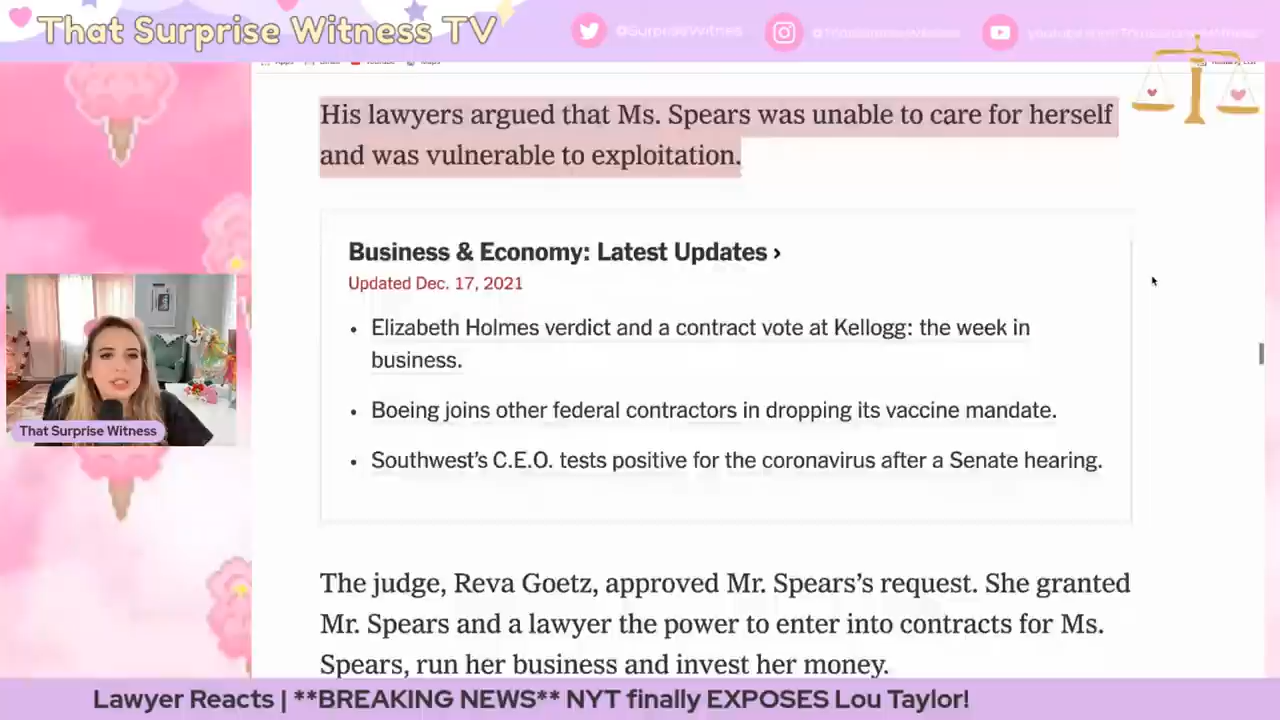 That Surprise Witness TV
@SurpriseWitnes
His lawyers argued that Ms. Spears was unable to care for herself
and was vulnerable to exploitation.
Business & Economy: Latest Updates ›
Updated Dec. 17, 2021
• Elizabeth Holmes verdict and a contract vote at Kellogg: the week in
business.
• Boeing joins other federal contractors in dropping its vaccine mandate.
• Southwest’s C.E.O. tests positive for the coronavirus after a Senate hearing.
That Surprise Witness
The judge, Reva Goetz, approved Mr. Spears’s request. She granted
Mr. Spears and a lawyer the power to enter into contracts for Ms.
Spears, run her business and invest her money.
Lawyer Reacts | **BREAKING NEWS** NYT finally EXPOSES Lou Taylor!